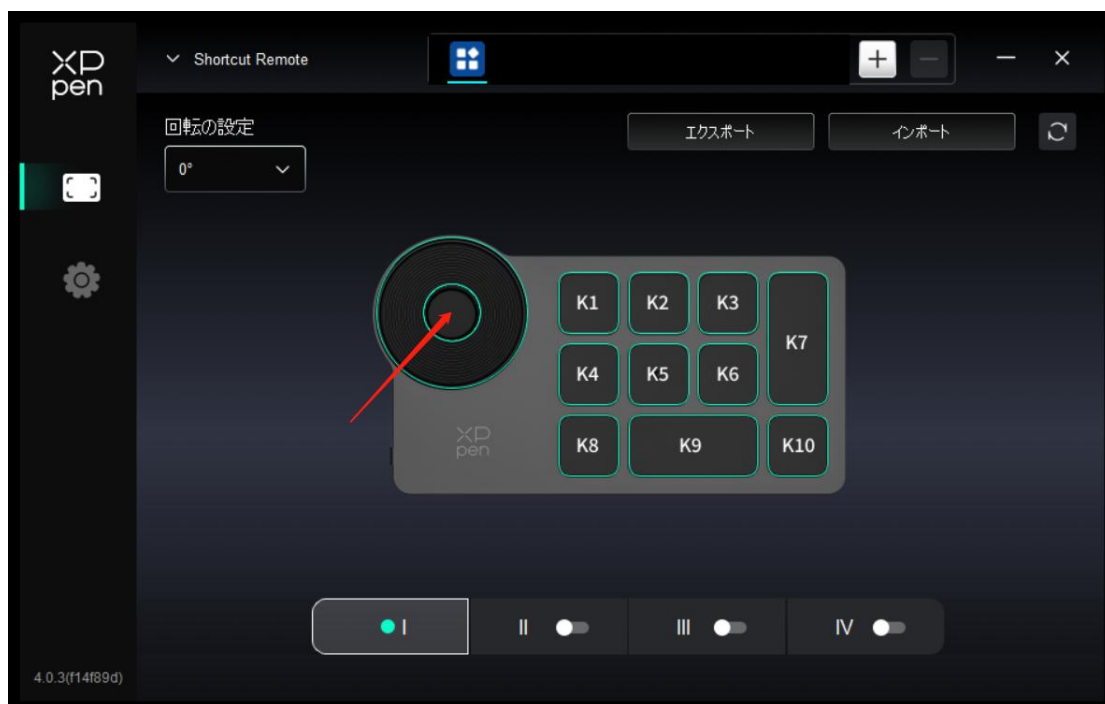 XP
pen
Shortcut Remote
回転の設定
エクスポート
インポート
0°
K1
K2
K3
K7
K4
K5
K6
XP
pen
K8
K9
K10
I
II
III
IV
4.0.3(f14f89d)